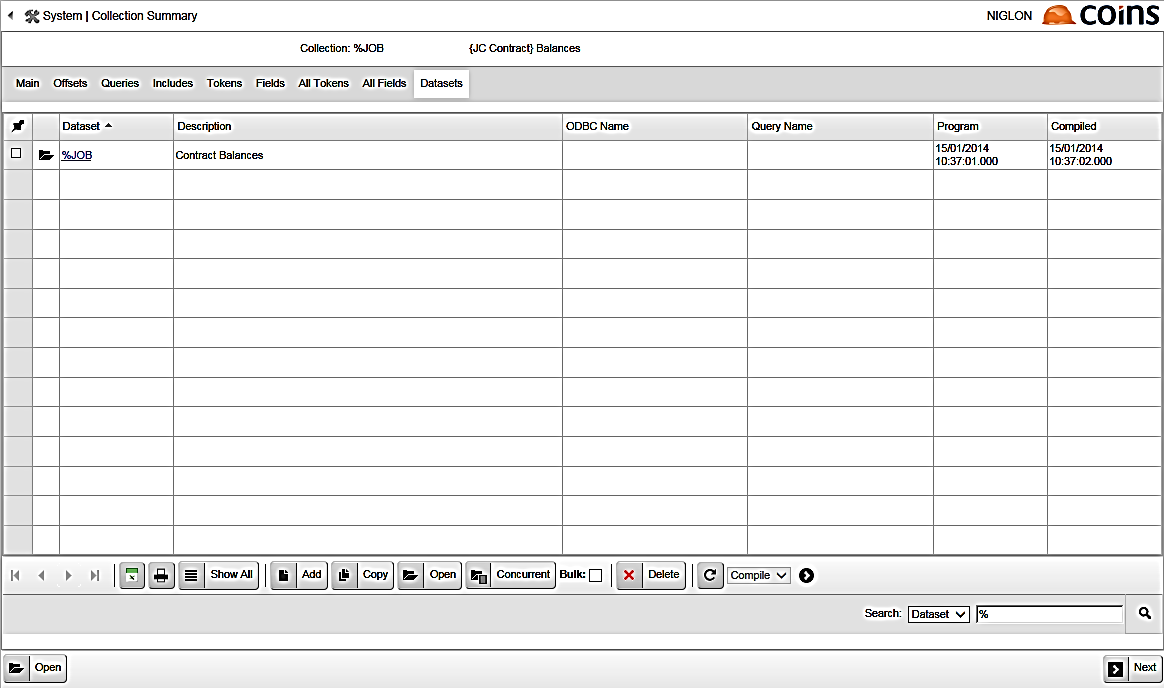 System | Collection Summary
NIGLON
COINS
Collection: %JOB
{JC Contract} Balances
Main Offsets Queries Includes Tokens Fields All Tokens All Fields Datasets
Dataset Description ODBC Name Query Name Program Compiled
%JOB Contract Balances 15/01/2014 10:37:01.000 15/01/2014 10:37:02.000
Show All Add Copy Open Concurrent Bulk: Delete Compile
Search: Dataset %
Open Next